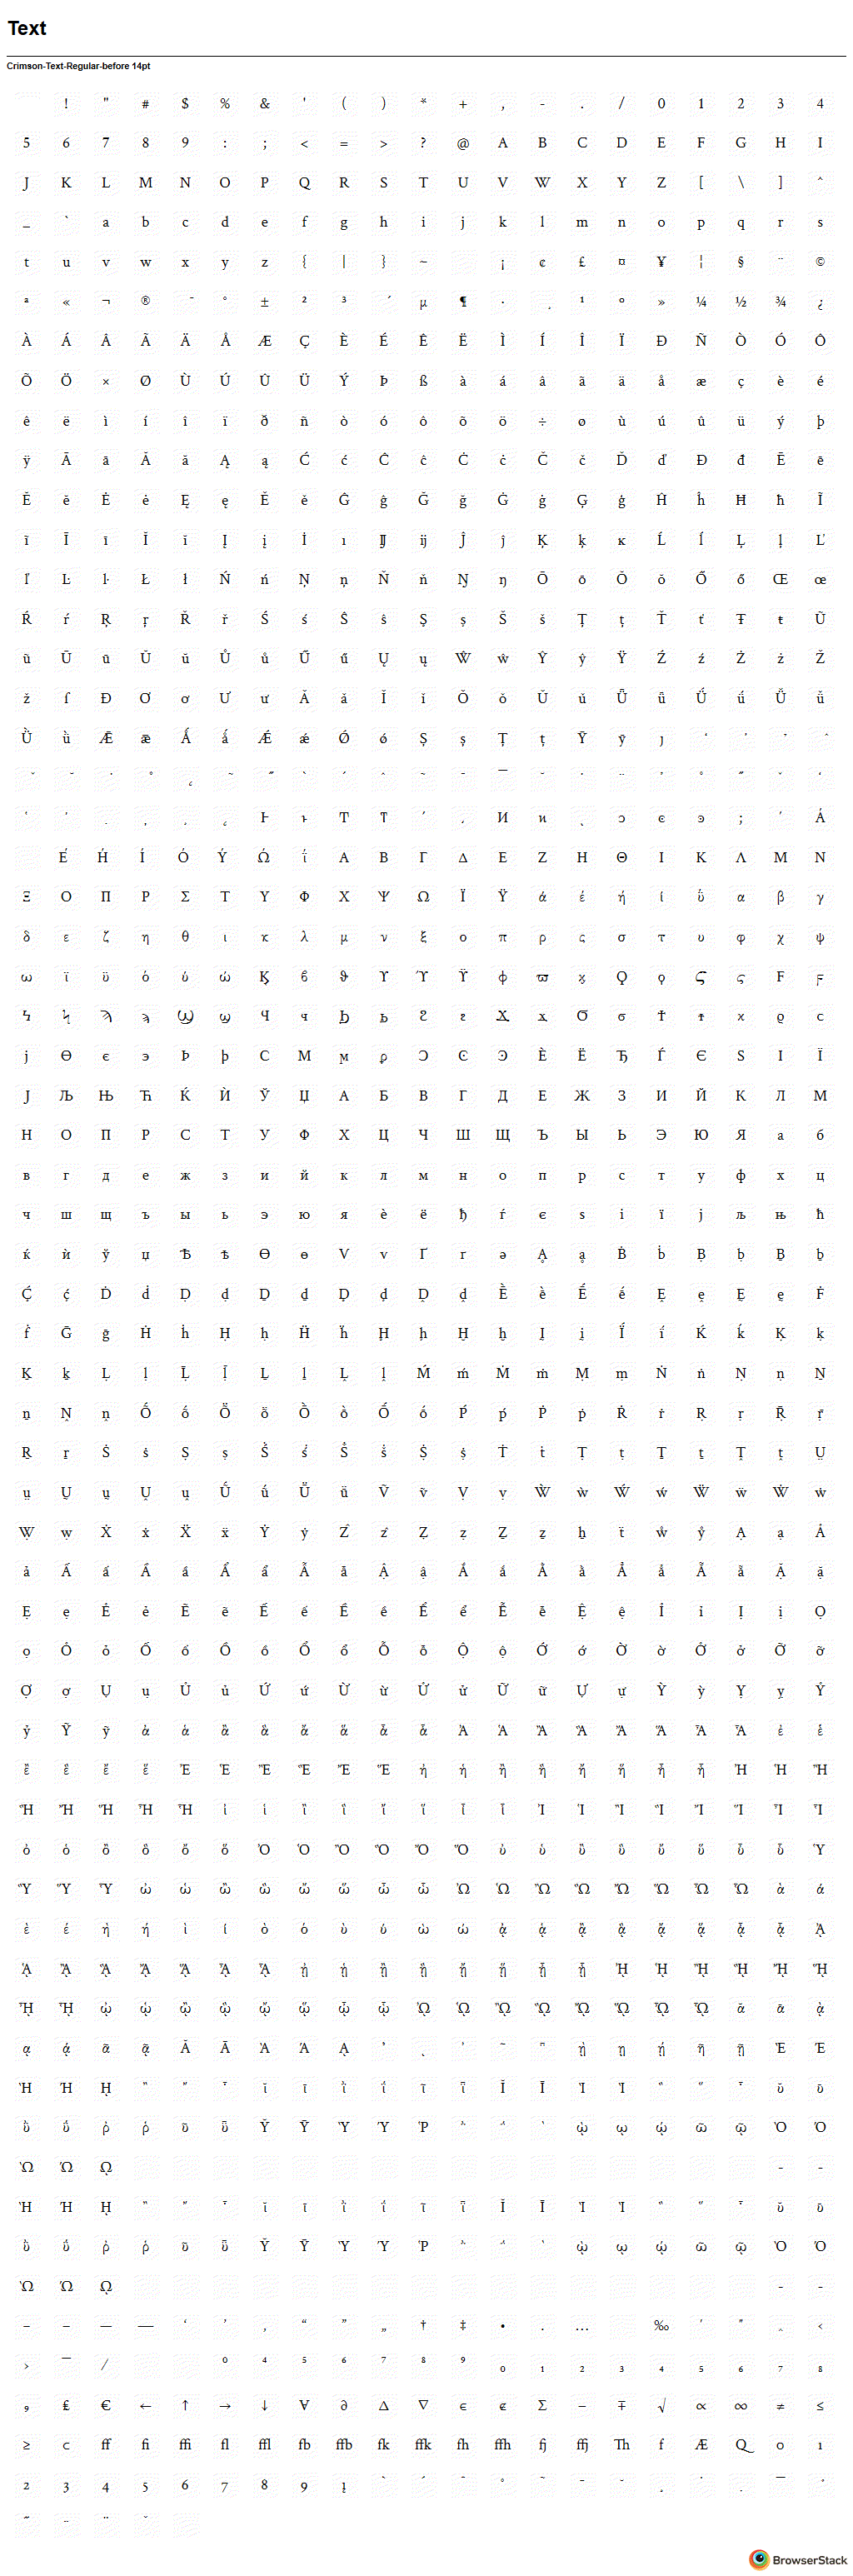 Text
Crimson-Text-Regular-before 14pt
! " # $ % & ' ( ) * + , - . / 0 1 2 3 4
5 6 7 8 9 : ; < = > ? @ A B C D E F G H I
J K L M N O P Q R S T U V W X Y Z [ \ ] ^
_ ` a b c d e f g h i j k l m n o p q r s
t u v w x y z { | } ~ ¡ ¢ £ ¤ ¥ ¦ § ¨ ©
ª « ¬ ® ¯ ° ± ² ³ ´ µ ¶ · ¸ ¹ º » ¼ ½ ¾ ¿
À Á Â Ã Ä Å Æ Ç È É Ê Ë Ì Í Î Ï Ð Ñ Ò Ó Ô
Õ Ö × Ø Ù Ú Û Ü Ý Þ ß à á â ã ä å æ ç è é
ê ë ì í î ï ð ñ ò ó ô õ ö ÷ ø ù ú û ü ý þ
ÿ Ā ā Ă ă Ą ą Ć ć Ĉ ĉ Ċ ċ Č č Ď ď Đ đ Ē ē
Ĕ ĕ Ė ė Ę ę Ě ě Ĝ ĝ Ğ ğ Ġ ġ Ģ ģ Ĥ ĥ Ħ ħ Ĩ
ĩ Ī ī Ĭ ĭ Į į İ ı Ĳ ĳ Ĵ ĵ Ķ ķ ĸ Ĺ ĺ Ļ ļ Ľ
ľ Ŀ ŀ Ł ł Ń ń Ņ ņ Ň ň Ŋ ŋ Ō ō Ŏ ŏ Ő ő Œ œ
Ŕ ŕ Ŗ ŗ Ř ř Ś ś Ŝ ŝ Ş ş Š š Ţ ţ Ť ť Ŧ ŧ Ũ
ũ Ū ū Ŭ ŭ Ů ů Ű ű Ų ų Ŵ ŵ Ŷ ŷ Ÿ Ź ź Ż ż Ž
ž ſ Ɖ Ơ ơ Ư ư Ǎ ǎ Ǐ ǐ Ǒ ǒ Ǔ ǔ Ǖ ǖ Ǘ ǘ Ǚ ǚ
Ǜ ǜ Ǣ ǣ Ǻ ǻ Ǽ ǽ Ǿ ǿ Ș ș Ț ț Ȳ ȳ ȷ
Ͱ ͱ Ͳ ͳ ʹ ͵ Ͷ ͷ ͺ ͻ ͼ ͽ ; ΄ Ά
Έ Ή Ί Ό Ύ Ώ ΐ Α Β Γ Δ Ε Ζ Η Θ Ι Κ Λ Μ Ν
Ξ Ο Π Ρ Σ Τ Υ Φ Χ Ψ Ω Ϊ Ϋ ά έ ή ί ΰ α β γ
δ ε ζ η θ ι κ λ μ ν ξ ο π ρ ς σ τ υ φ χ ψ
ω ϊ ϋ ό ύ ώ Ϗ ϐ ϑ ϒ ϓ ϔ ϕ ϖ ϗ Ϙ ϙ Ϛ ϛ Ϝ ϝ
Ϟ ϟ Ϡ ϡ Ϣ ϣ Ϥ ϥ Ϧ ϧ Ϩ ϩ Ϫ ϫ Ϭ ϭ Ϯ ϯ ϰ ϱ ϲ
ϳ ϴ ϵ ϶ Ϸ ϸ Ϲ Ϻ ϻ ϼ Ͻ Ͼ Ͽ Ѐ Ё Ђ Ѓ Є Ѕ І Ї
Ј Љ Њ Ћ Ќ Ѝ Ў Џ А Б В Г Д Е Ж З И Й К Л М
Н О П Р С Т У Ф Х Ц Ч Ш Щ Ъ Ы Ь Э Ю Я а б
в г д е ж з и й к л м н о п р с т у ф х ц
ч ш щ ъ ы ь э ю я ѐ ё ђ ѓ є ѕ і ї ј љ њ ћ
ќ ѝ ў џ Ѣ ѣ Ѳ ѳ Ѵ ѵ Ґ ґ ə Ḁ ḁ Ḃ ḃ Ḅ ḅ Ḇ ḇ
Ḉ ḉ Ḋ ḋ Ḍ ḍ Ḏ ḏ Ḑ ḑ Ḓ ḓ Ḕ ḕ Ḗ ḗ Ḙ ḙ Ḛ ḛ Ḟ
ḟ Ḡ ḡ Ḣ ḣ Ḥ ḥ Ḧ ḧ Ḩ ḩ Ḫ ḫ Ḭ ḭ Ḯ ḯ Ḱ ḱ Ḳ ḳ
Ḵ ḵ Ḷ ḷ Ḹ ḹ Ḻ ḻ Ḽ ḽ Ḿ ḿ Ṁ ṁ Ṃ ṃ Ṅ ṅ Ṇ ṇ Ṉ
ṉ Ṋ ṋ Ṍ ṍ Ṏ ṏ Ṑ ṑ Ṓ ṓ Ṕ ṕ Ṗ ṗ Ṙ ṙ Ṛ ṛ Ṝ ṝ
Ṟ ṟ Ṡ ṡ Ṣ ṣ Ṥ ṥ Ṧ ṧ Ṩ ṩ Ṫ ṫ Ṭ ṭ Ṯ ṯ Ṱ ṱ Ṳ
ṳ Ṵ ṵ Ṷ ṷ Ṹ ṹ Ṻ ṻ Ṽ ṽ Ṿ ṿ Ẁ ẁ Ẃ ẃ Ẅ ẅ Ẇ ẇ
Ẉ ẉ Ẋ ẋ Ẍ ẍ Ẏ ẏ Ẑ ẑ Ẓ ẓ Ẕ ẕ ẖ ẗ ẘ ẙ Ạ ạ Ả
ả Ấ ấ Ầ ầ Ẩ ẩ Ẫ ẫ Ậ ậ Ắ ắ Ằ ằ Ẳ ẳ Ẵ ẵ Ặ ặ
Ẹ ẹ Ẻ ẻ Ẽ ẽ Ế ế Ề ề Ể ể Ễ ễ Ệ ệ Ỉ ỉ Ị ị Ọ
ọ Ỏ ỏ Ố ố Ồ ồ Ổ ổ Ỗ ỗ Ộ ộ Ớ ớ Ờ ờ Ở ở Ỡ ỡ
Ợ ợ Ụ ụ Ủ ủ Ứ ứ Ừ ừ Ử ử Ữ ữ Ự ự Ỳ ỳ Ỵ ỵ Ỷ
ỷ Ỹ ỹ ἀ ἁ ἂ ἃ ἄ ἅ ἆ ἇ Ἀ Ἁ Ἂ Ἃ Ἄ Ἅ Ἆ Ἇ ἐ ἑ
ἒ ἓ ἔ ἕ Ἐ Ἑ Ἒ Ἓ Ἔ Ἕ ἠ ἡ ἢ ἣ ἤ ἥ ἦ ἧ Ἠ Ἡ Ἢ
Ἣ Ἤ Ἥ Ἦ Ἧ ἰ ἱ ἲ ἳ ἴ ἵ ἶ ἷ Ἰ Ἱ Ἲ Ἳ Ἴ Ἵ Ἶ Ἷ
ὀ ὁ ὂ ὃ ὄ ὅ Ὀ Ὁ Ὂ Ὃ Ὄ Ὅ ὐ ὑ ὒ ὓ ὔ ὕ ὖ ὗ Ὑ
Ὓ Ὕ Ὗ ὠ ὡ ὢ ὣ ὤ ὥ ὦ ὧ Ὠ Ὡ Ὢ Ὣ Ὤ Ὥ Ὦ Ὧ ὰ ά
ὲ έ ὴ ή ὶ ί ὸ ό ὺ ύ ὼ ώ ᾀ ᾁ ᾂ ᾃ ᾄ ᾅ ᾆ ᾇ ᾈ
ᾉ ᾊ ᾋ ᾌ ᾍ ᾎ ᾏ ᾐ ᾑ ᾒ ᾓ ᾔ ᾕ ᾖ ᾗ ᾘ ᾙ ᾚ ᾛ ᾜ ᾝ
ᾞ ᾟ ᾠ ᾡ ᾢ ᾣ ᾤ ᾥ ᾦ ᾧ ᾨ ᾩ ᾪ ᾫ ᾬ ᾭ ᾮ ᾯ ᾰ ᾱ ᾲ
ᾳ ᾴ ᾶ ᾷ Ᾰ Ᾱ Ὰ Ά ᾼ ᾽ ι ᾿ ῀ ῁ ῂ ῃ ῄ ῆ ῇ Ὲ Έ
Ὴ Ή ῌ ῍ ῎ ῏ ῐ ῑ ῒ ΐ ῖ ῗ Ῐ Ῑ Ὶ Ί ῝ ῞ ῟ ῠ ῡ
ῢ ΰ ῤ ῥ ῦ ῧ Ῠ Ῡ Ὺ Ύ Ῥ ῭ ΅ ` ῲ ῳ ῴ ῶ ῷ Ὸ Ό
Ὼ Ώ ῼ ‐ ‑
Ὴ Ή ῌ ῍ ῎ ῏ ῐ ῑ ῒ ΐ ῖ ῗ Ῐ Ῑ Ὶ Ί ῝ ῞ ῟ ῠ ῡ
ῢ ΰ ῤ ῥ ῦ ῧ Ῠ Ῡ Ὺ Ύ Ῥ ῭ ΅ ` ῲ ῳ ῴ ῶ ῷ Ὸ Ό
Ὼ Ώ ῼ ‐ ‑
‒ – — ― ‘ ’ ‚ “ ” „ † ‡ • ․ … ‰ ′ ″ ‸ ‹
› ‾ ⁄ ⁰ ⁴ ⁵ ⁶ ⁷ ⁸ ⁹ ₀ ₁ ₂ ₃ ₄ ₅ ₆ ₇ ₈
₉ ₤ € ← ↑ → ↓ ∀ ∂ ∆ ∇ ∈ ∉ ∑ − ∓ √ ∝ ∞ ≠ ≤
≥ ⊂ ff fi ffi fl ffl fb ffb fk ffk fh ffh fj ffj Th f Æ Q 0 1
2 3 4 5 6 7 8 9
BrowserStack